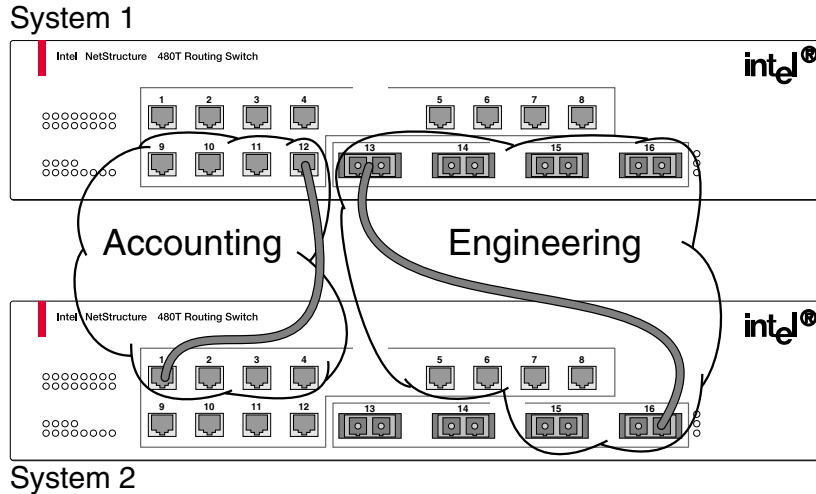 System 1
Intel NetStructure 480T Routing Switch
intel®
1 2 3 4 5 6 7 8
9 10 11 12 13 14 15 16
Accounting Engineering
Intel NetStructure 480T Routing Switch
intel®
1 2 3 4 5 6 7 8
9 10 11 12 13 14 15 16
System 2